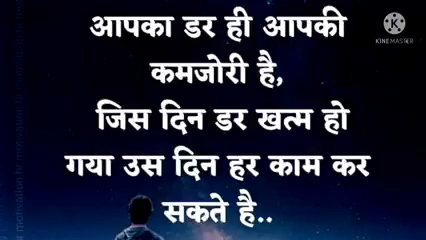 आपका डर ही आपकी
कमजोरी है,
जिस दिन डर खत्म हो
गया उस दिन हर काम कर
सकते है..
KINEMASTER